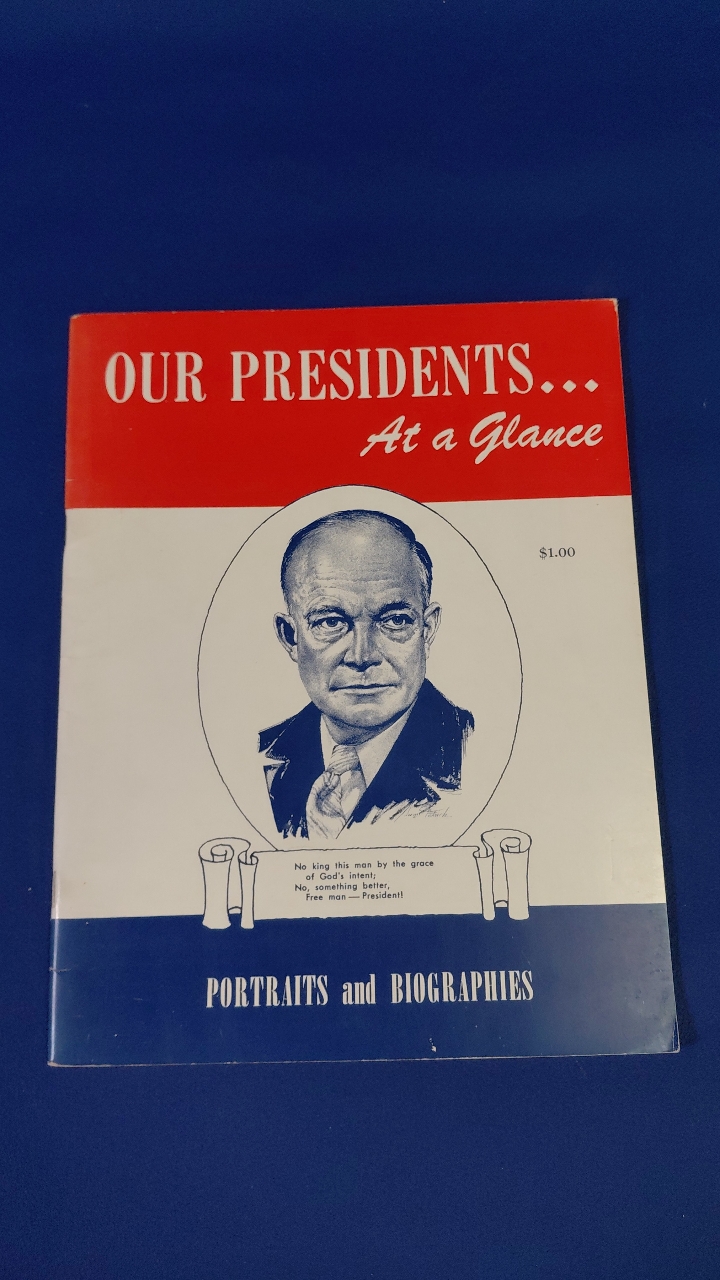 OUR PRESIDENTS...
At a Glance
$1.00
No king this man by the grace
of God's intent;
No, something better,
Free man — President!
PORTRAITS and BIOGRAPHIES